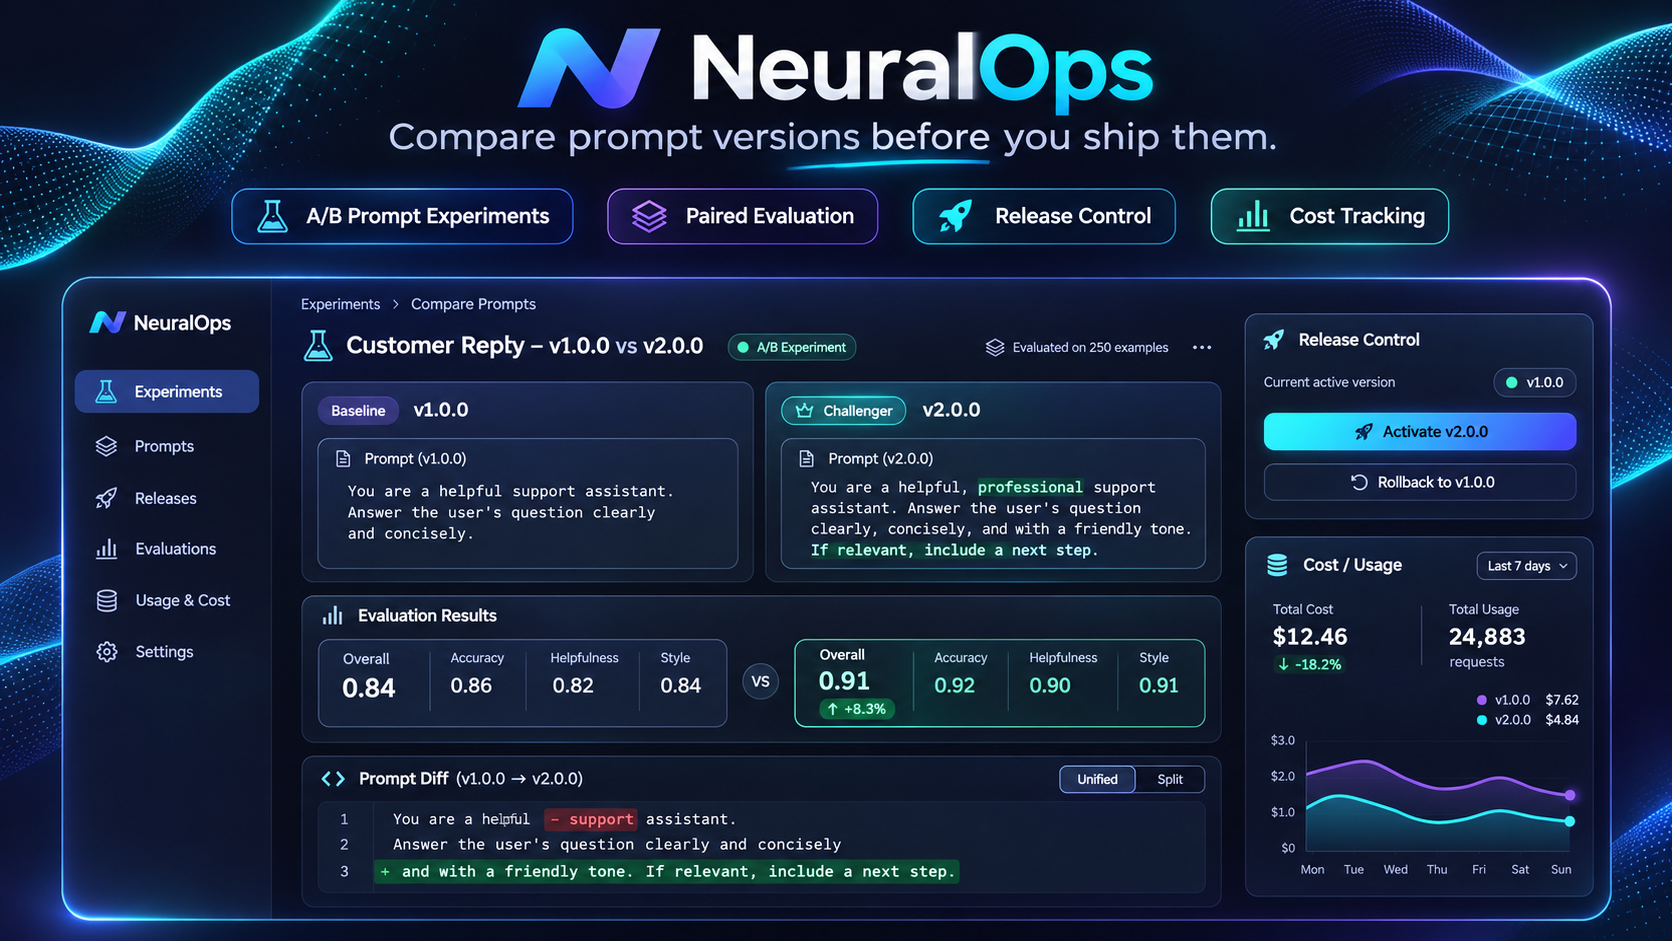 NeuralOps
Compare prompt versions before you ship them.
A/B Prompt Experiments
Paired Evaluation
Release Control
Cost Tracking
NeuralOps
Experiments
Prompts
Releases
Evaluations
Usage & Cost
Settings
Experiments > Compare Prompts
Customer Reply – v1.0.0 vs v2.0.0
A/B Experiment
Evaluated on 250 examples
Baseline v1.0.0
Prompt (v1.0.0)
You are a helpful support assistant.
Answer the user's question clearly
and concisely.
Challenger v2.0.0
Prompt (v2.0.0)
You are a helpful, professional support
assistant. Answer the user's question
clearly, concisely, and with a friendly tone.
If relevant, include a next step.
Evaluation Results
Overall Accuracy Helpfulness Style
0.84 0.86 0.82 0.84
VS
Overall Accuracy Helpfulness Style
0.91 0.92 0.90 0.91
↑ +8.3%
Prompt Diff (v1.0.0 → v2.0.0)
Unified Split
1 You are a - support assistant.
2 Answer the user's question clearly and concisely
3 + and with a friendly tone. If relevant, include a next step.
Release Control
Current active version v1.0.0
Activate v2.0.0
Rollback to v1.0.0
Cost / Usage
Last 7 days
Total Cost
$12.46
↓ -18.2%
Total Usage
24,883
requests
v1.0.0 $7.62
v2.0.0 $4.84
$3.0
$2.0
$1.0
$0
Mon Tue Wed Thu Fri Sat Sun